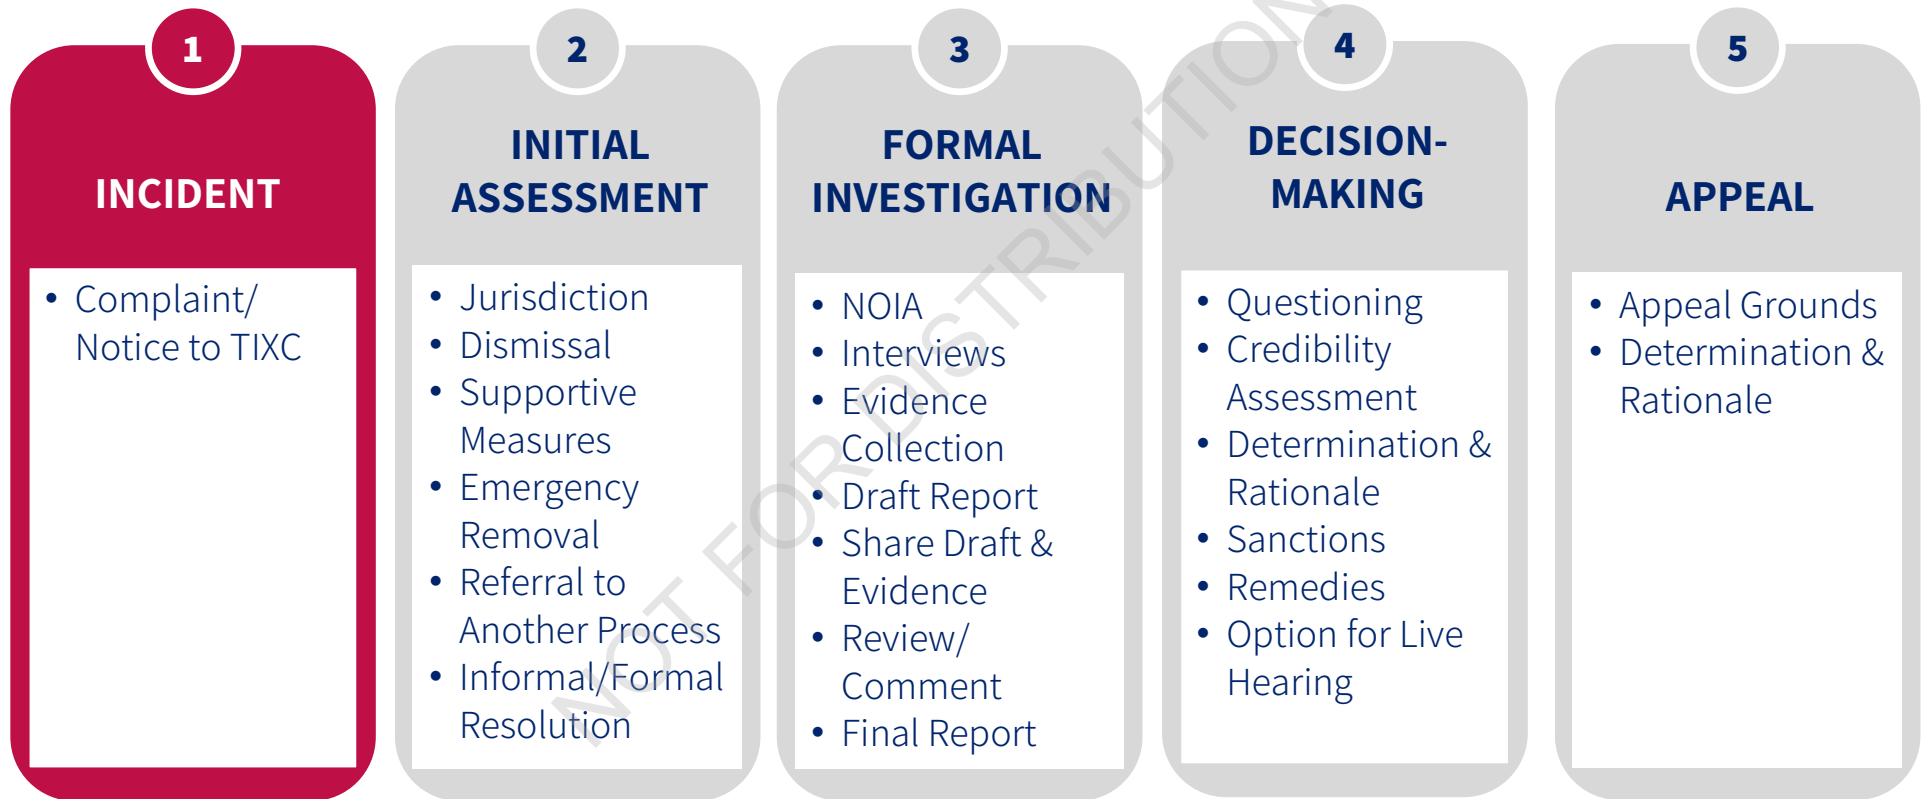 1
INCIDENT
• Complaint/
Notice to TIXC
2
INITIAL
ASSESSMENT
• Jurisdiction
• Dismissal
• Supportive
Measures
• Emergency
Removal
• Referral to
Another Process
• Informal/Formal
Resolution
3
FORMAL
INVESTIGATION
• NOIA
• Interviews
• Evidence
Collection
• Draft Report
• Share Draft &
Evidence
• Review/
Comment
• Final Report
4
DECISION-
MAKING
• Questioning
• Credibility
Assessment
• Determination &
Rationale
• Sanctions
• Remedies
• Option for Live
Hearing
5
APPEAL
• Appeal Grounds
• Determination &
Rationale
NOT FOR DISTRIBUTION